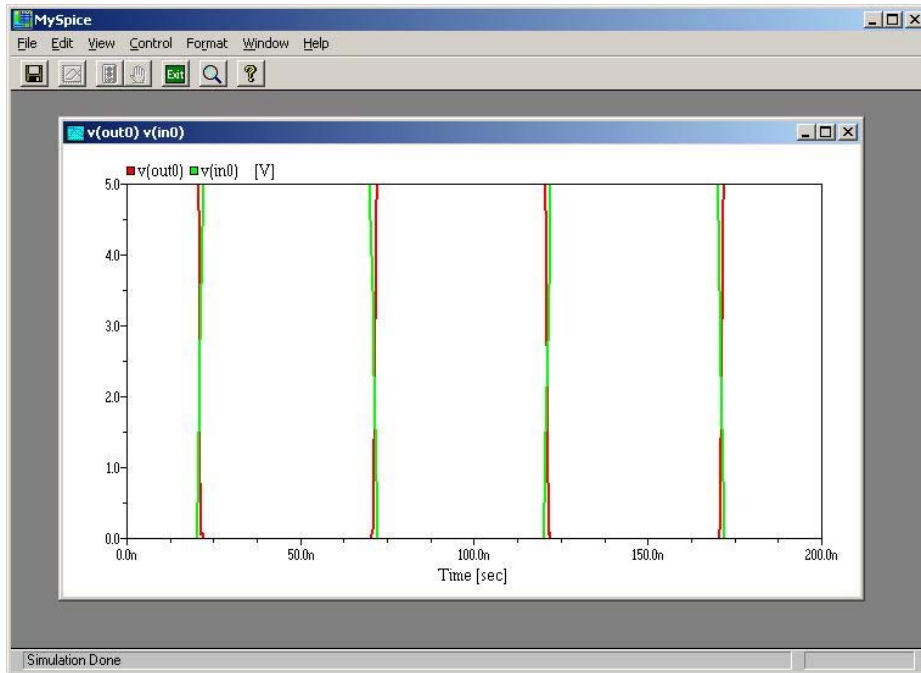 MySpice
File Edit View Control Format Window Help
Exit
v(out0) v(in0)
v(out0) v(in0) [V]
5.0
4.0
3.0
2.0
1.0
0.0
0.0n 50.0n 100.0n 150.0n 200.0n
Time [sec]
Simulation Done